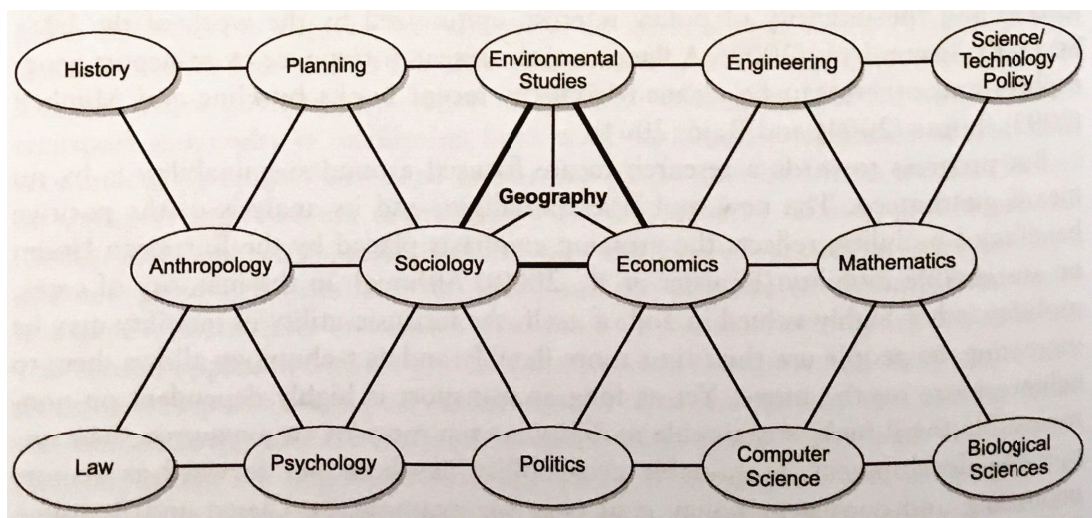 History
Planning
Environmental
Studies
Engineering
Science/
Technology
Policy
Geography
Anthropology
Sociology
Economics
Mathematics
Law
Psychology
Politics
Computer
Science
Biological
Sciences